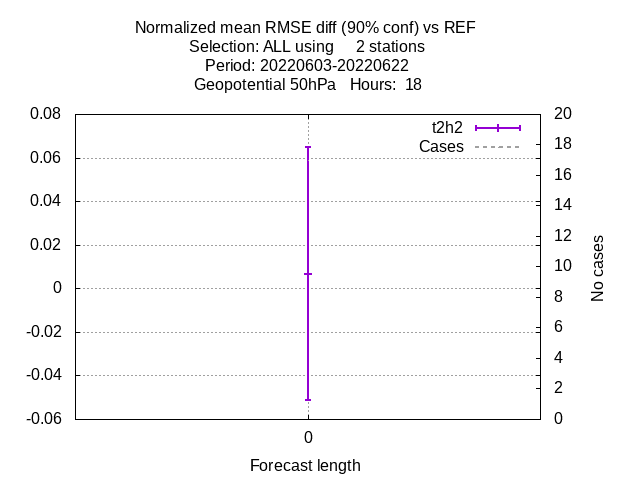 Normalized mean RMSE diff (90% conf) vs REF
Selection: ALL using     2 stations
Period: 20220603-20220622
Geopotential 50hPa   Hours:  18
t2h2
Cases
0.08
0.06
0.04
0.02
0
-0.02
-0.04
-0.06
20
18
16
14
12
10
8
6
4
2
0
No cases
0
Forecast length